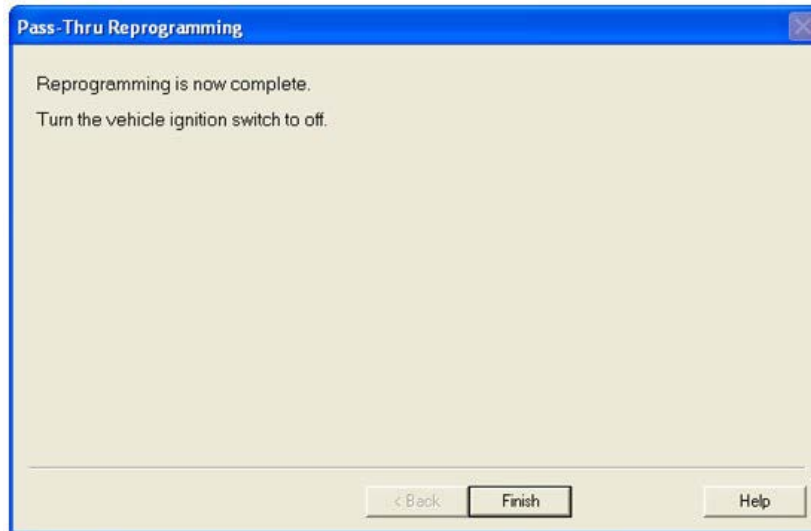 Pass-Thru Reprogramming
Reprogramming is now complete.
Turn the vehicle ignition switch to off.
< Back Finish Help